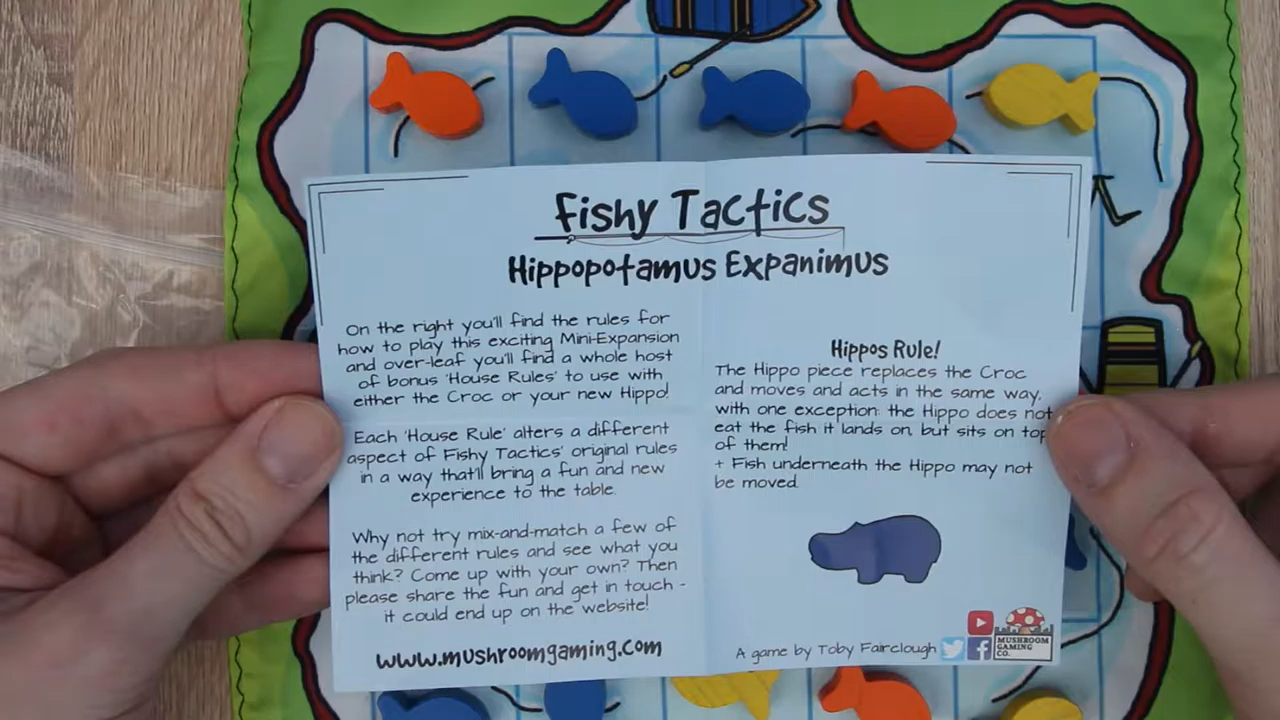 Fishy Tactics
Hippopotamus Expanimus
On the right you'll find the rules for
how to play this exciting Mini-Expansion
and over-leaf you'll find a whole host
of bonus 'House Rules' to use with
either the Croc or your new Hippo!
Each 'House Rule' alters a different
aspect of Fishy Tactics' original rules
in a way that'll bring a fun and new
experience to the table.
Why not try mix-and-match a few of
the different rules and see what you
think? Come up with your own? Then
please share the fun and get in touch -
it could end up on the website!
www.mushroomgaming.com
Hippos Rule!
The Hippo piece replaces the Croc
and moves and acts in the same way,
with one exception: the Hippo does not
eat the fish it lands on, but sits on top
of them!
+ Fish underneath the Hippo may not
be moved.
A game by Toby Fairclough
MUSHROOM
GAMING
CO.